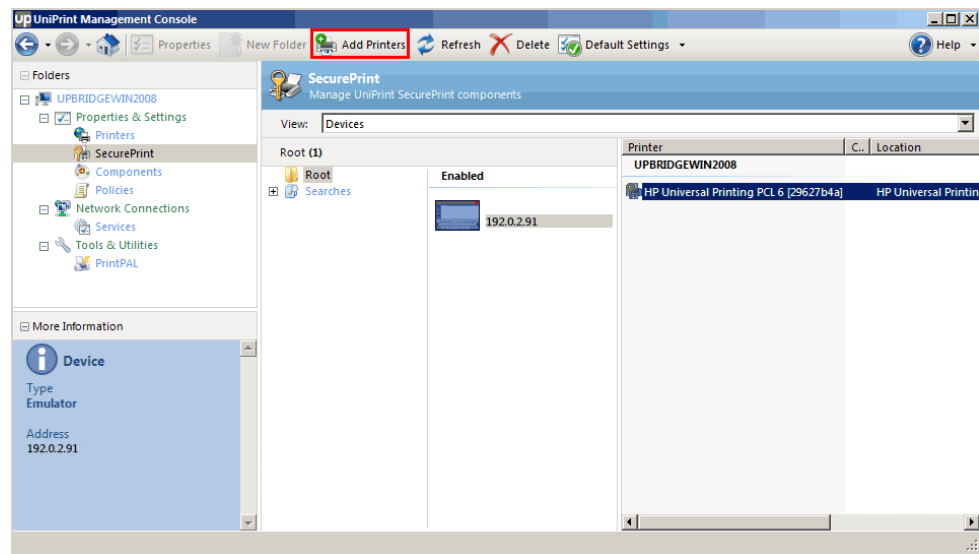 up UniPrint Management Console
Properties New Folder Add Printers Refresh Delete Default Settings Help
Folders
UPBRIDGEWIN2008
Properties & Settings
Printers
SecurePrint
Components
Policies
Network Connections
Services
Tools & Utilities
PrintPAL
More Information
Device
Type
Emulator
Address
192.0.2.91
SecurePrint
Manage UniPrint SecurePrint components
View: Devices
Root (1)
Root
Searches
Enabled
192.0.2.91
Printer C.. Location
UPBRIDGEWIN2008
HP Universal Printing PCL 6 [29627b4a] HP Universal Printin